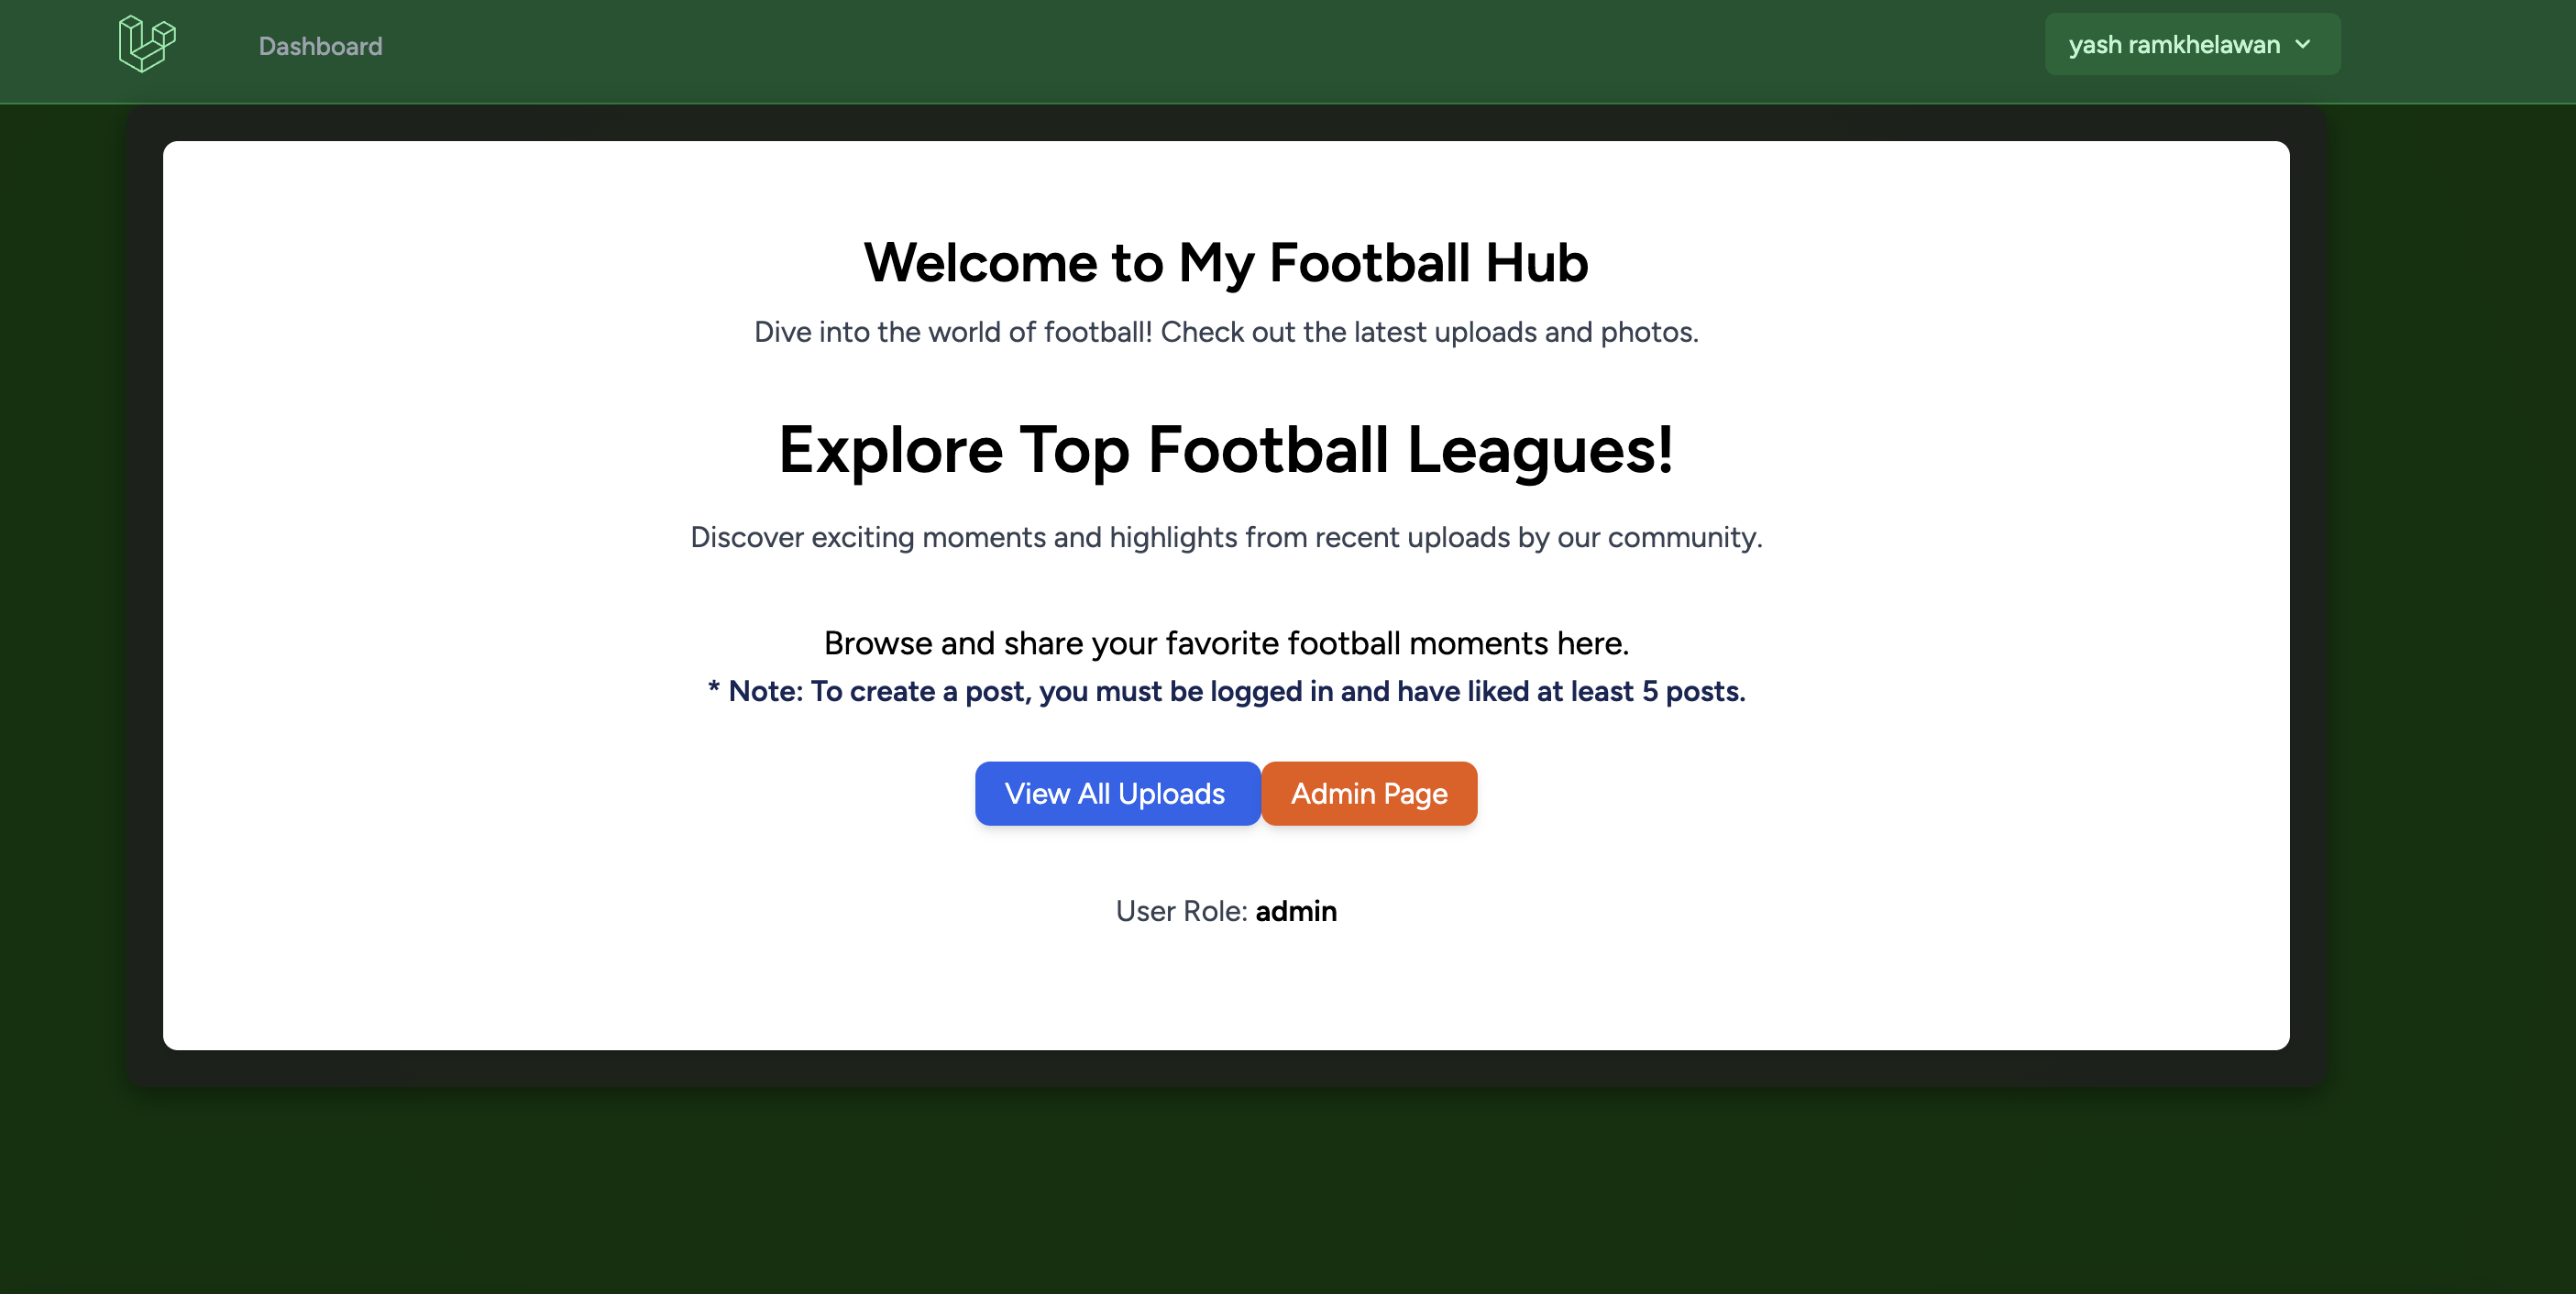 Dashboard
yash ramkhelawan
Welcome to My Football Hub
Dive into the world of football! Check out the latest uploads and photos.
Explore Top Football Leagues!
Discover exciting moments and highlights from recent uploads by our community.
Browse and share your favorite football moments here.
* Note: To create a post, you must be logged in and have liked at least 5 posts.
View All Uploads
Admin Page
User Role: admin